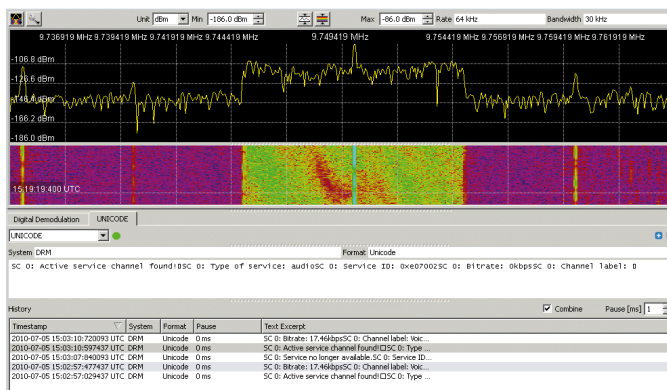 Unit dBm Min -186.0 dBm Max -86.0 dBm Rate 64 kHz Bandwidth 30 kHz
9.736919 MHz 9.739419 MHz 9.741919 MHz 9.744419 MHz 9.749419 MHz 9.754419 MHz 9.756919 MHz 9.759419 MHz 9.761919 MHz
-106.8 dBm
-126.6 dBm
-146.4 dBm
-166.2 dBm
-186.0 dBm
15:19:19:400 UTC
Digital Demodulation UNICODE
UNICODE
System DRM Format Unicode
SC 0: Active service channel found!▯SC 0: Type of service: audioSC 0: Service ID: 0xe07002SC 0: Bitrate: 0kbpsSC 0: Channel label: ▯
History Combine Pause [ms] 1
Timestamp System Format Pause Text Excerpt
2010-07-05 15:03:10:720093 UTC DRM Unicode 0 ms SC 0: Bitrate: 17.46kbpsSC 0: Channel label: Voic...
2010-07-05 15:03:10:597437 UTC DRM Unicode 0 ms SC 0: Active service channel found!▯SC 0: Type ...
2010-07-05 15:03:07:840093 UTC DRM Unicode 0 ms SC 0: Service no longer available.SC 0: Service ID...
2010-07-05 15:02:57:477437 UTC DRM Unicode 0 ms SC 0: Bitrate: 17.46kbpsSC 0: Channel label: Voic...
2010-07-05 15:02:57:029437 UTC DRM Unicode 0 ms SC 0: Active service channel found!▯SC 0: Type ...